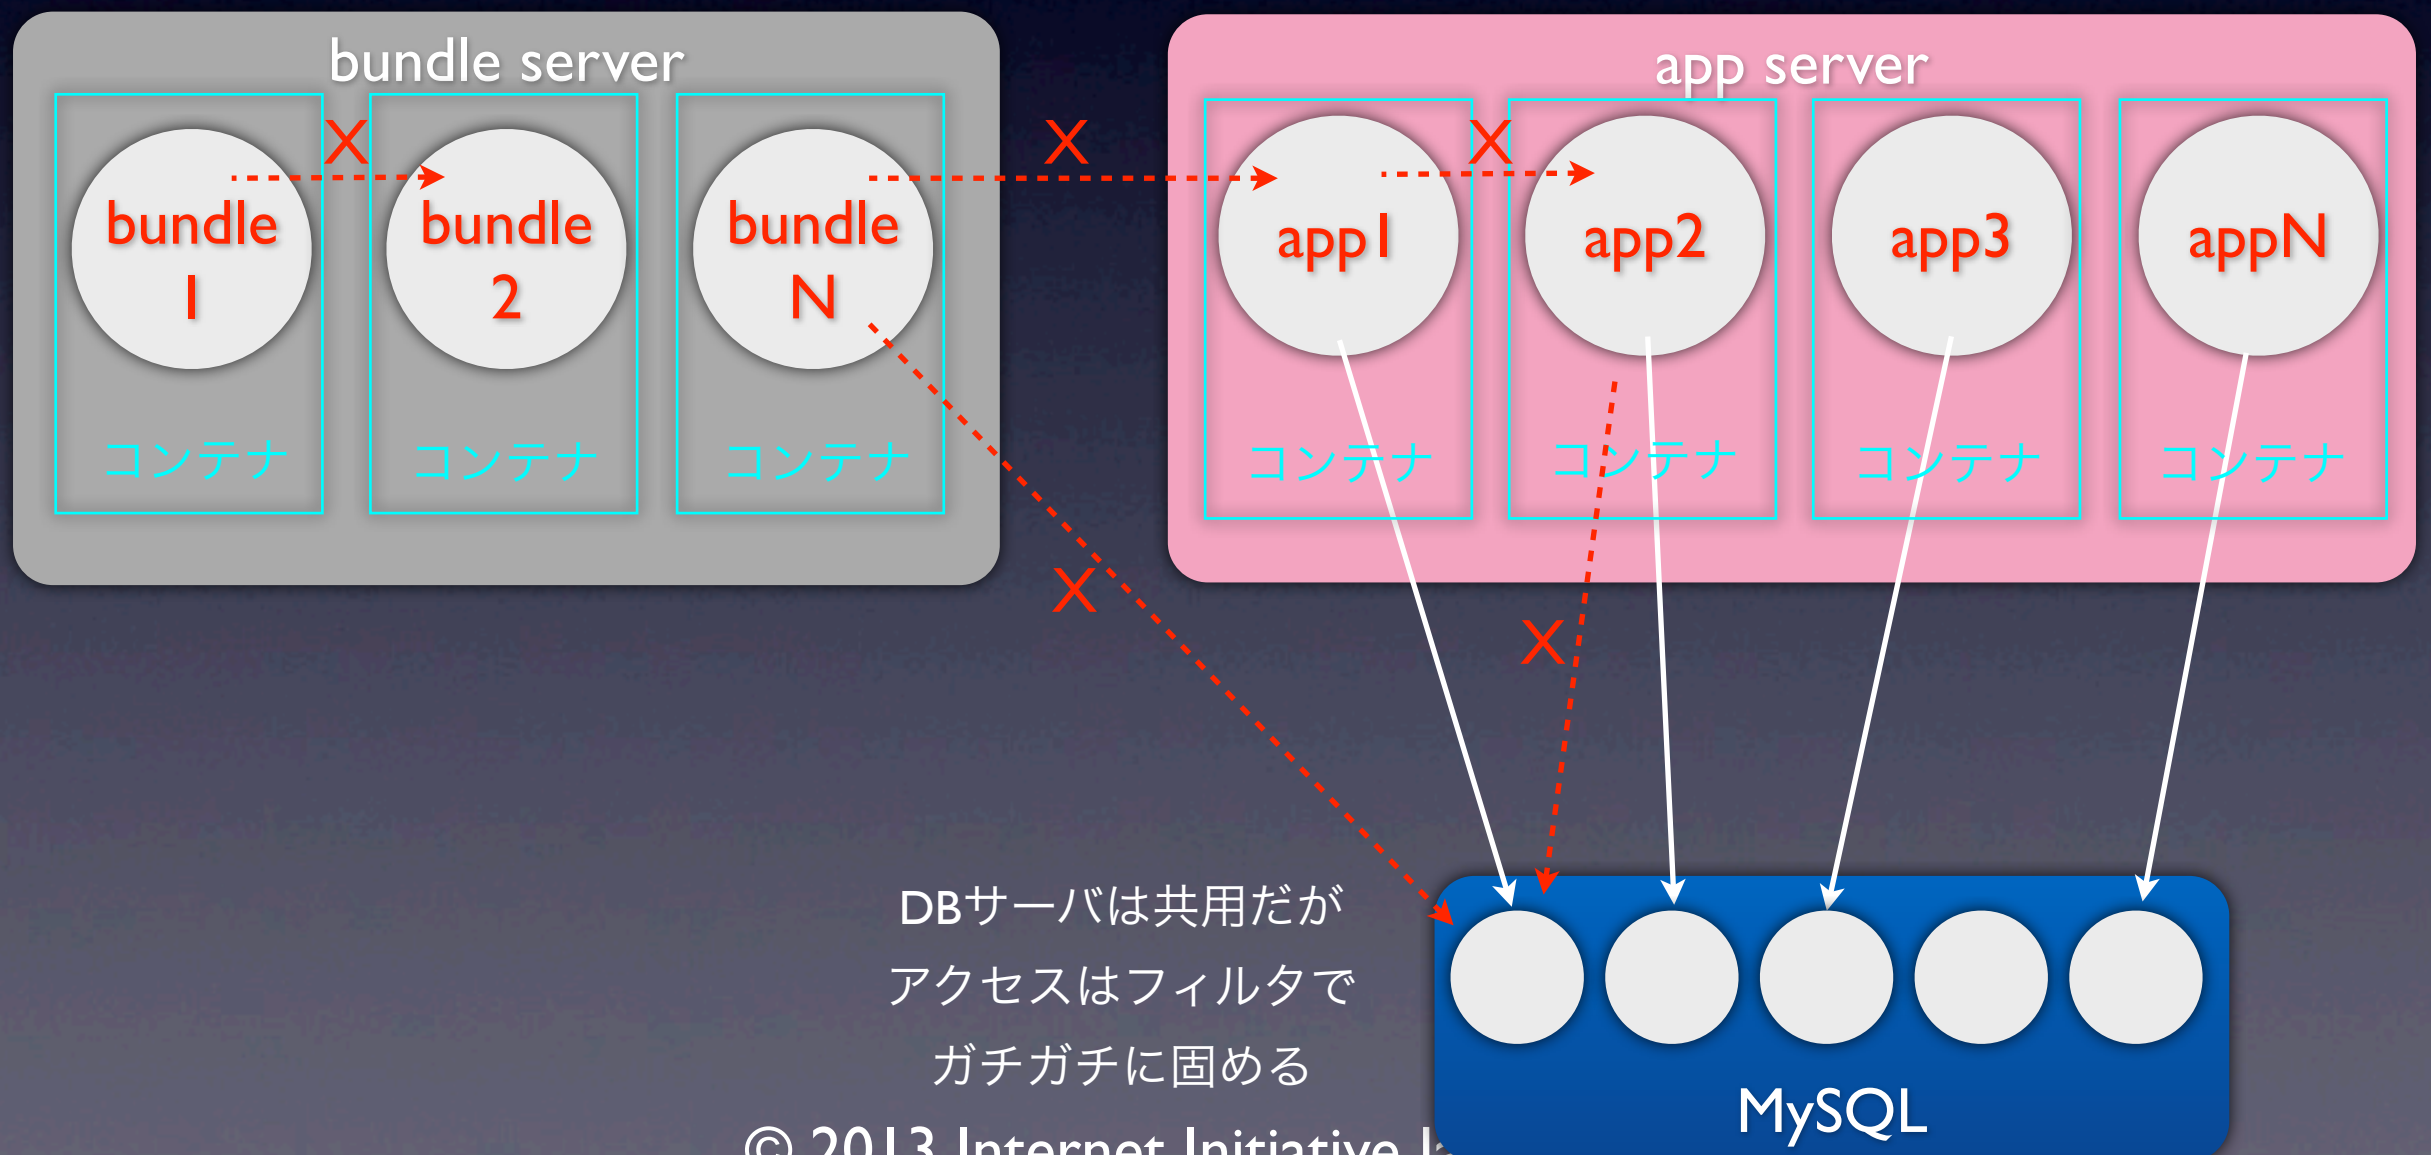 bundle server
app server
X
X
X
bundle
1
bundle
2
bundle
N
app1
app2
app3
appN
コンテナ
コンテナ
コンテナ
コンテナ
コンテナ
コンテナ
コンテナ
X
X
DBサーバは共用だが
アクセスはフィルタで
ガチガチに固める
MySQL
© 2013 Internet Initiative